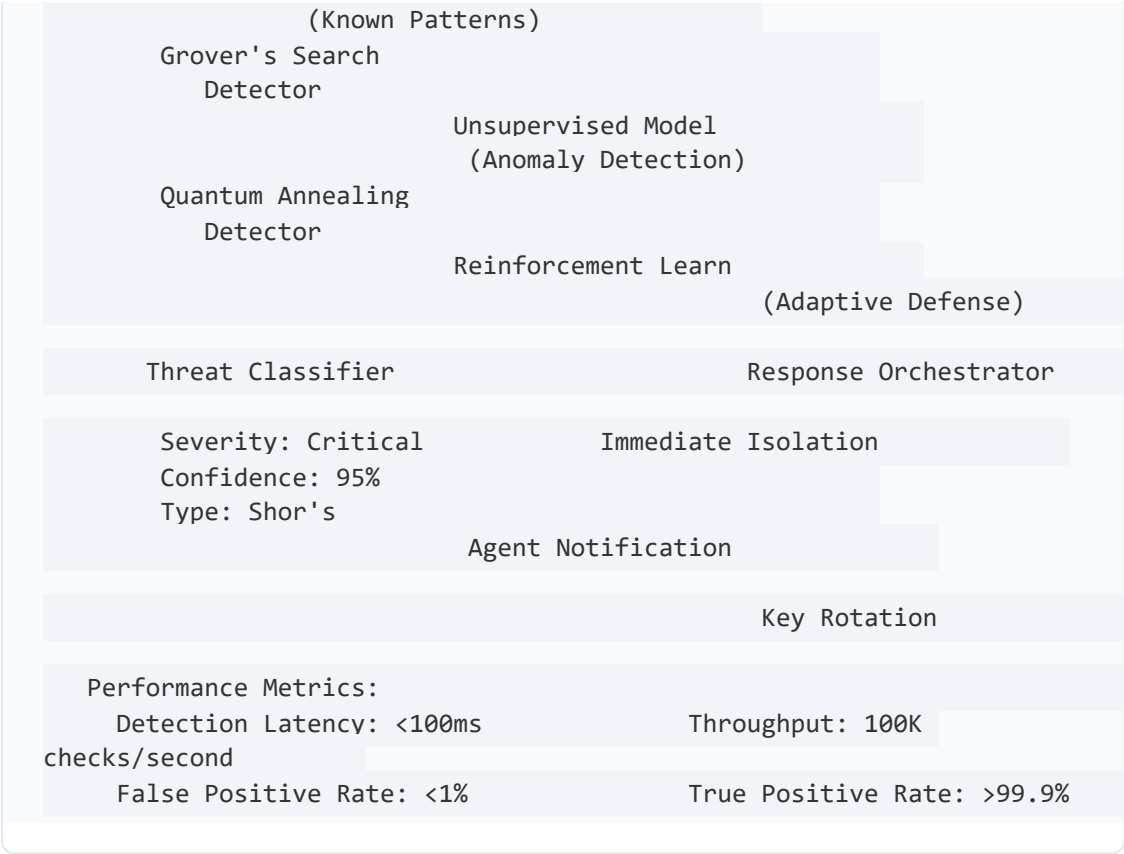 (Known Patterns)
Grover's Search
Detector
Unsupervised Model
(Anomaly Detection)
Quantum Annealing
Detector
Reinforcement Learn
(Adaptive Defense)
Threat Classifier Response Orchestrator
Severity: Critical Immediate Isolation
Confidence: 95%
Type: Shor's
Agent Notification
Key Rotation
Performance Metrics:
Detection Latency: <100ms Throughput: 100K
checks/second
False Positive Rate: <1% True Positive Rate: >99.9%